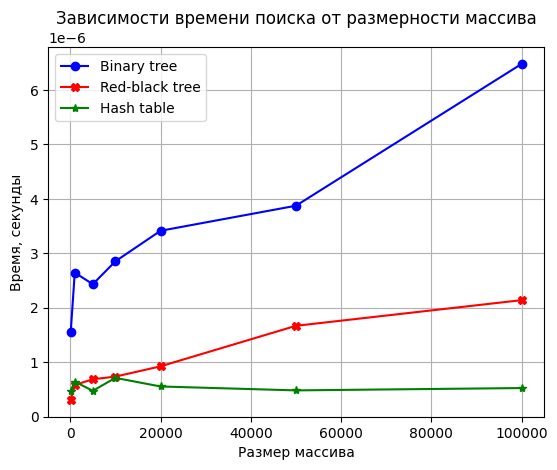 Зависимости времени поиска от размерности массива
1e−6
Binary tree
Red-black tree
Hash table
6
5
4
3
2
1
0
Время, секунды
0 20000 40000 60000 80000 100000
Размер массива